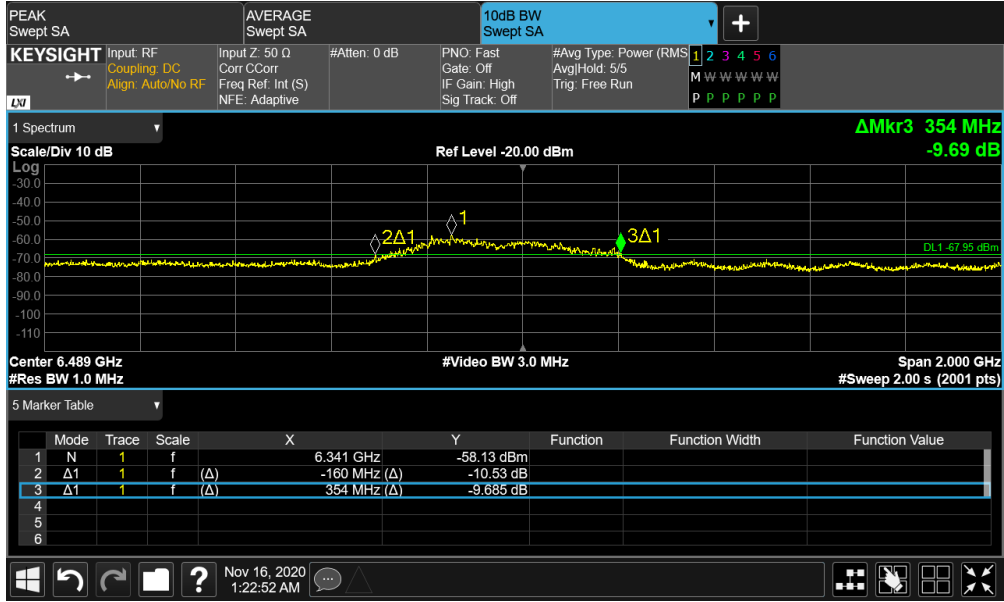 PEAK
Swept SA
AVERAGE
Swept SA
10dB BW
Swept SA
+
KEYSIGHT
LXI
Input: RF
Coupling: DC
Align: Auto/No RF
Input Z: 50 Ω
Corr CCorr
Freq Ref: Int (S)
NFE: Adaptive
#Atten: 0 dB
PNO: Fast
Gate: Off
IF Gain: High
Sig Track: Off
#Avg Type: Power (RMS
Avg|Hold: 5/5
Trig: Free Run
1 2 3 4 5 6
M W W W W W
P P P P P P
1 Spectrum
ΔMkr3 354 MHz
-9.69 dB
Scale/Div 10 dB
Ref Level -20.00 dBm
Log
-30.0
-40.0
-50.0
-60.0
-70.0
-80.0
-90.0
-100
-110
1
2Δ1
3Δ1
DL1 -67.95 dBm
Center 6.489 GHz
#Video BW 3.0 MHz
Span 2.000 GHz
#Res BW 1.0 MHz
#Sweep 2.00 s (2001 pts)
5 Marker Table
Mode Trace Scale X Y Function Function Width Function Value
1 N 1 f 6.341 GHz -58.13 dBm
2 Δ1 1 f (Δ) -160 MHz (Δ) -10.53 dB
3 Δ1 1 f (Δ) 354 MHz (Δ) -9.685 dB
4
5
6
?
Nov 16, 2020
1:22:52 AM